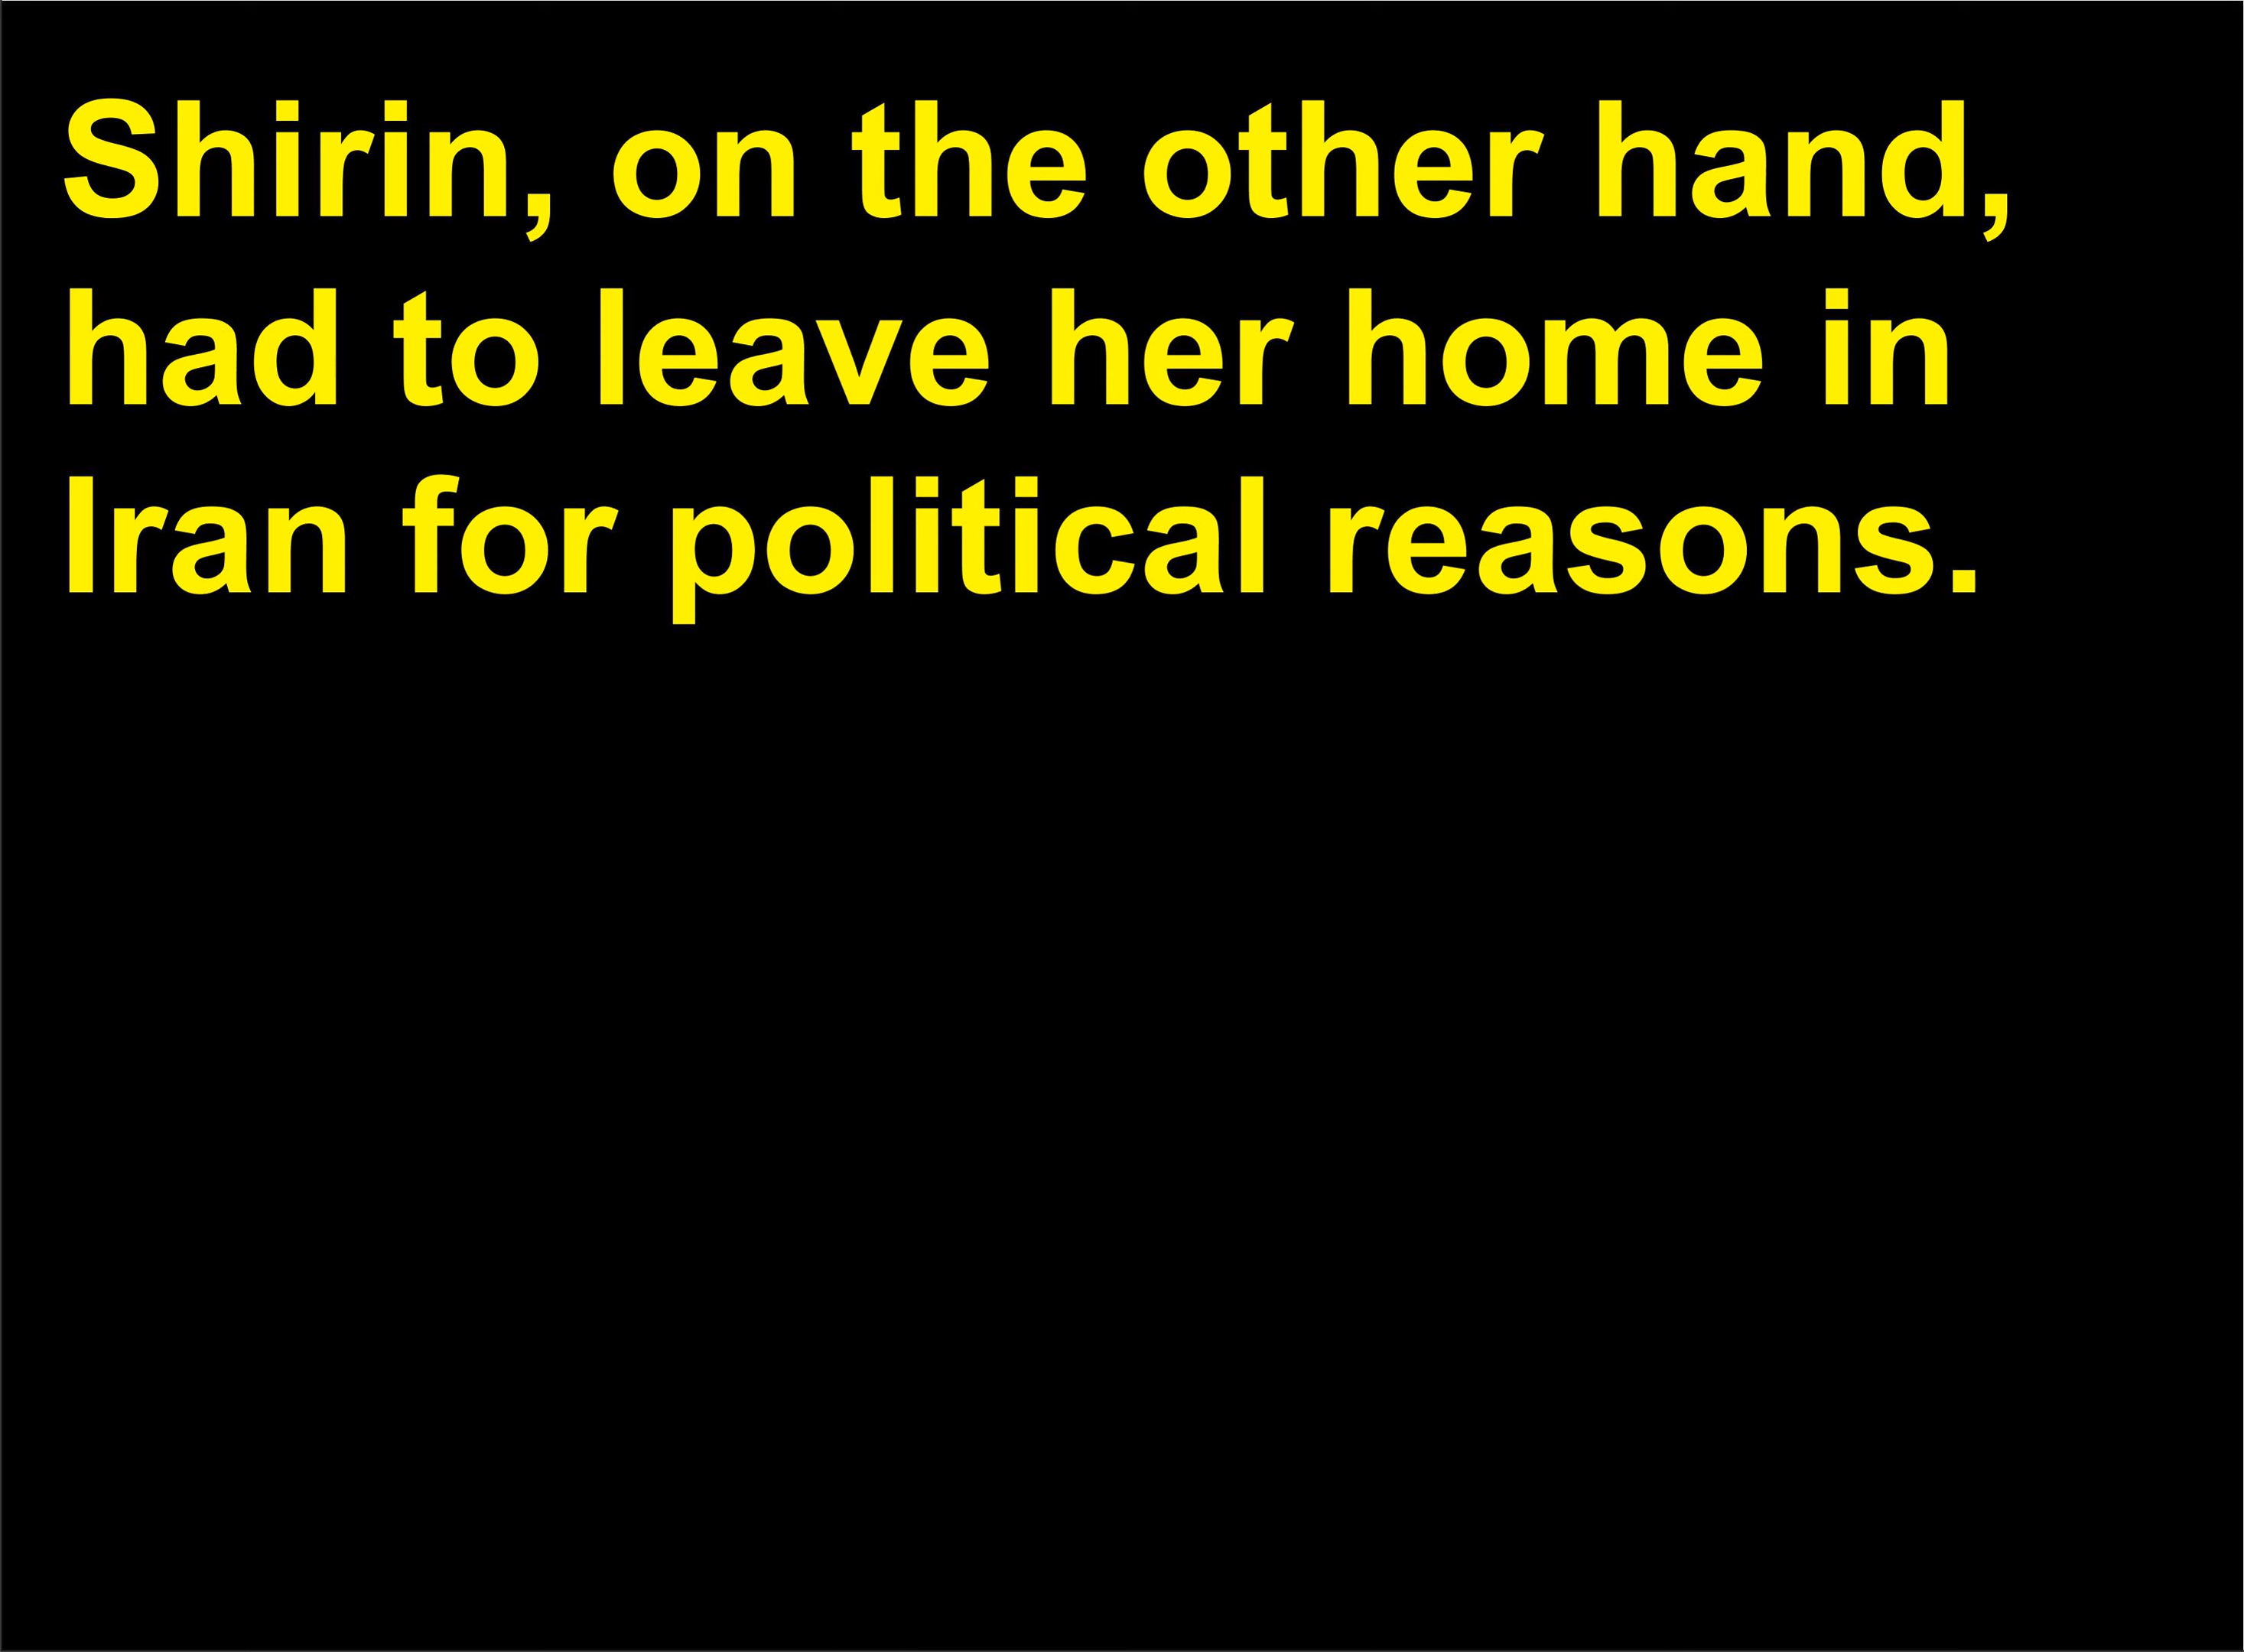 Shirin, on the other hand,
had to leave her home in
Iran for political reasons.